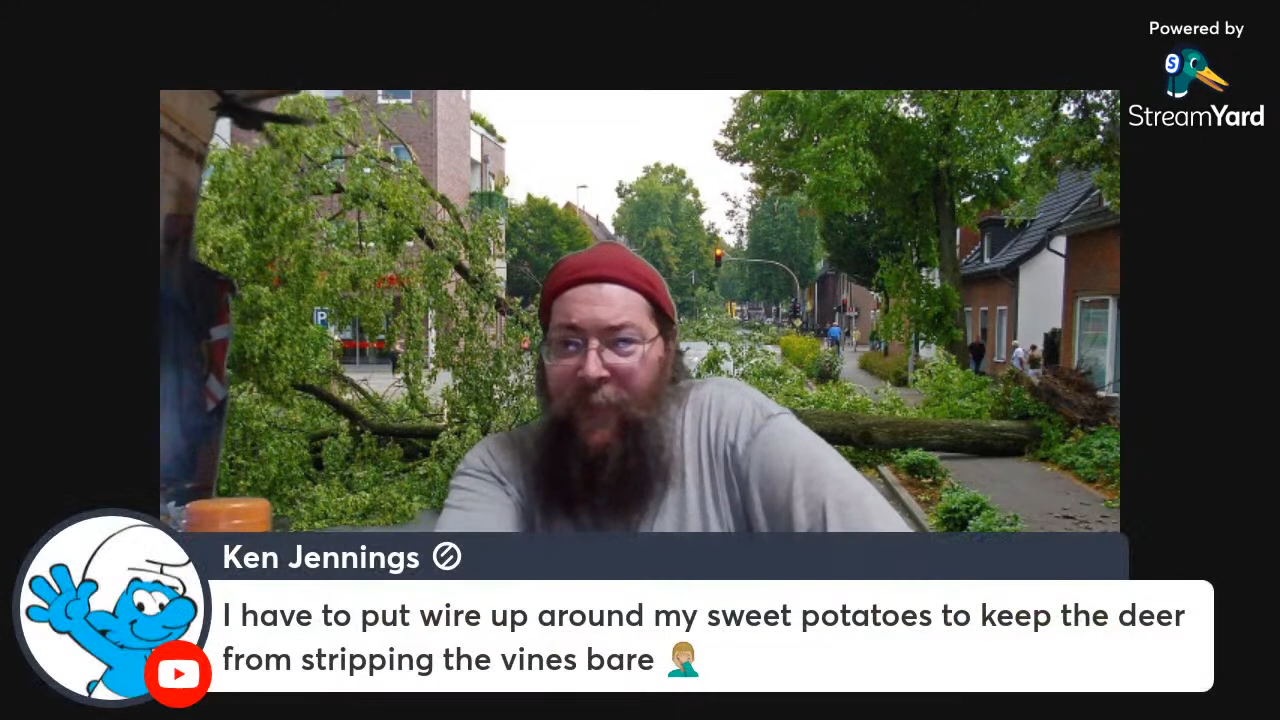 Powered by
StreamYard
P
Ken Jennings
I have to put wire up around my sweet potatoes to keep the deer
from stripping the vines bare 🤦🏼‍♂️